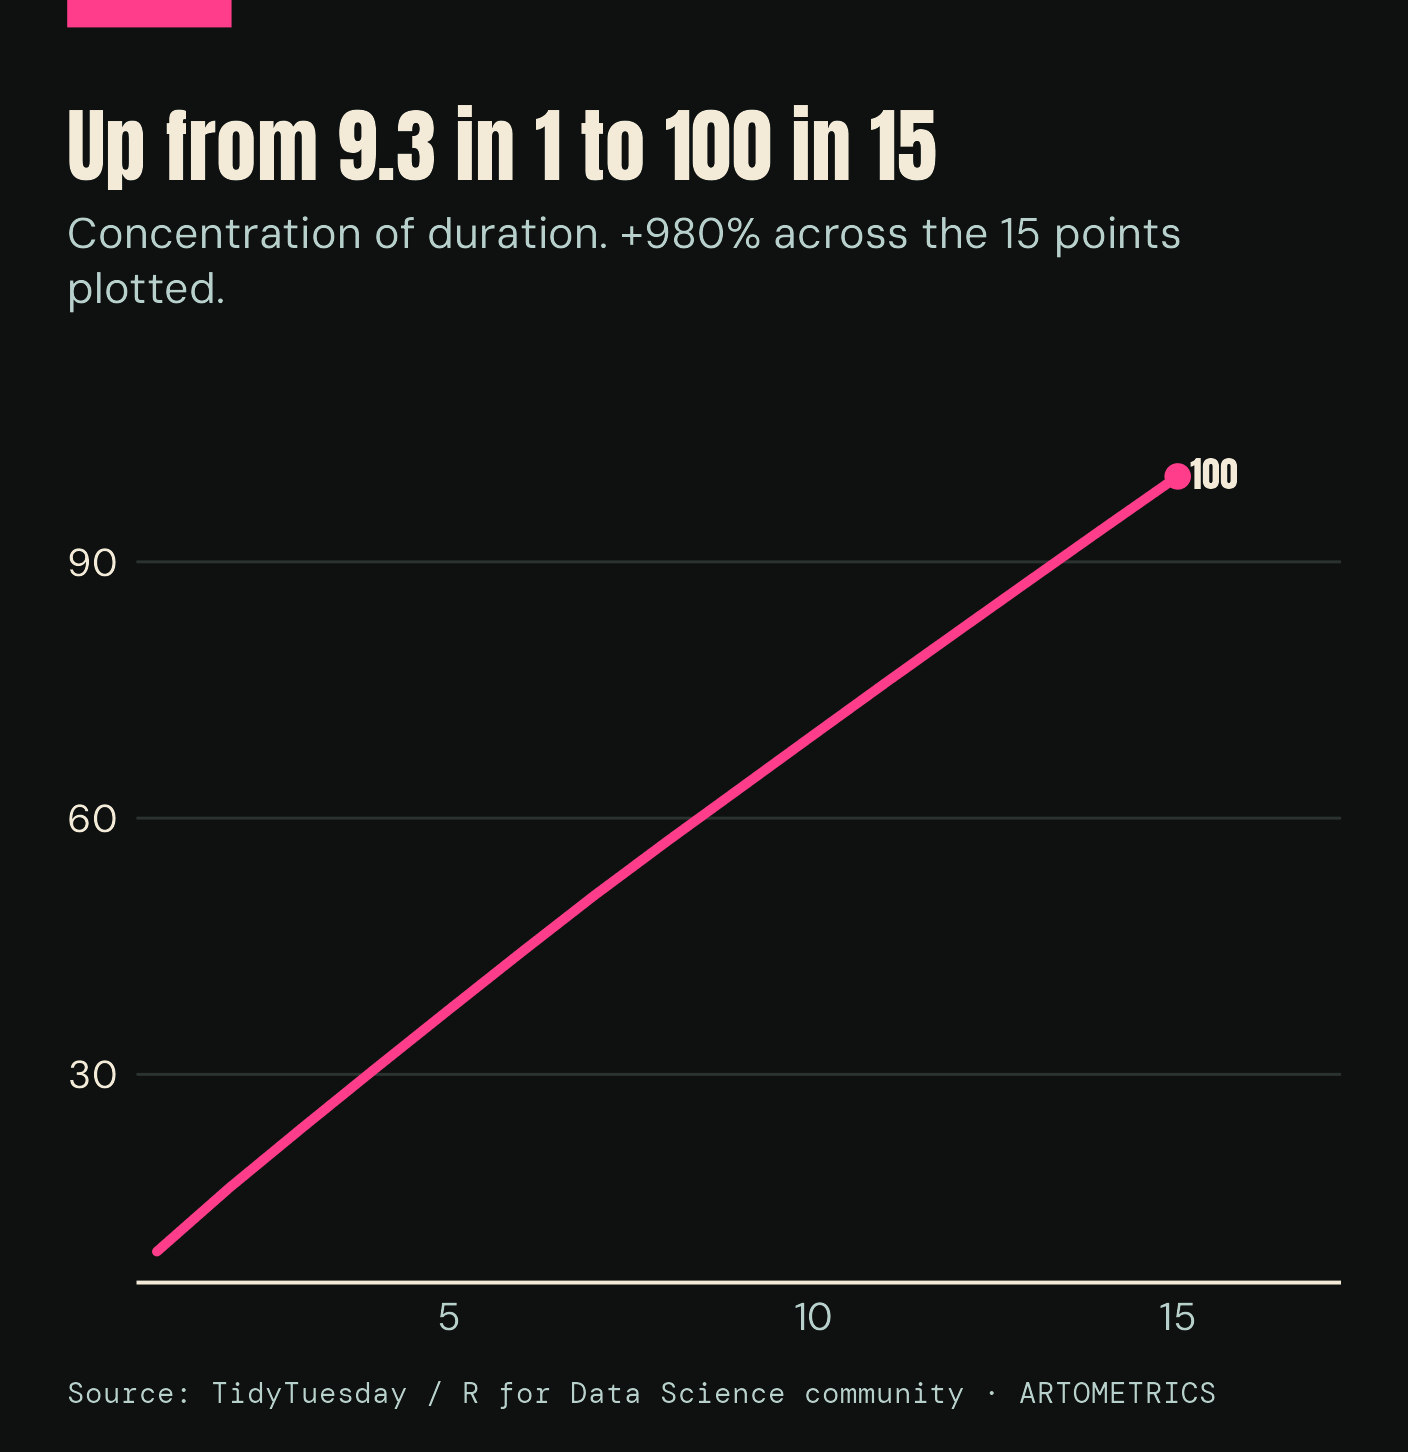 Up from 9.3 in 1 to 100 in 15
Concentration of duration. +980% across the 15 points
plotted.
100
90
60
30
5 10 15
Source: TidyTuesday / R for Data Science community · ARTOMETRICS